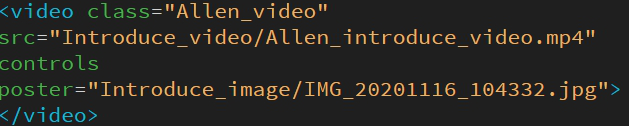 <video class="Allen_video"
src="Introduce_video/Allen_introduce_video.mp4"
controls
poster="Introduce_image/IMG_20201116_104332.jpg">
</video>